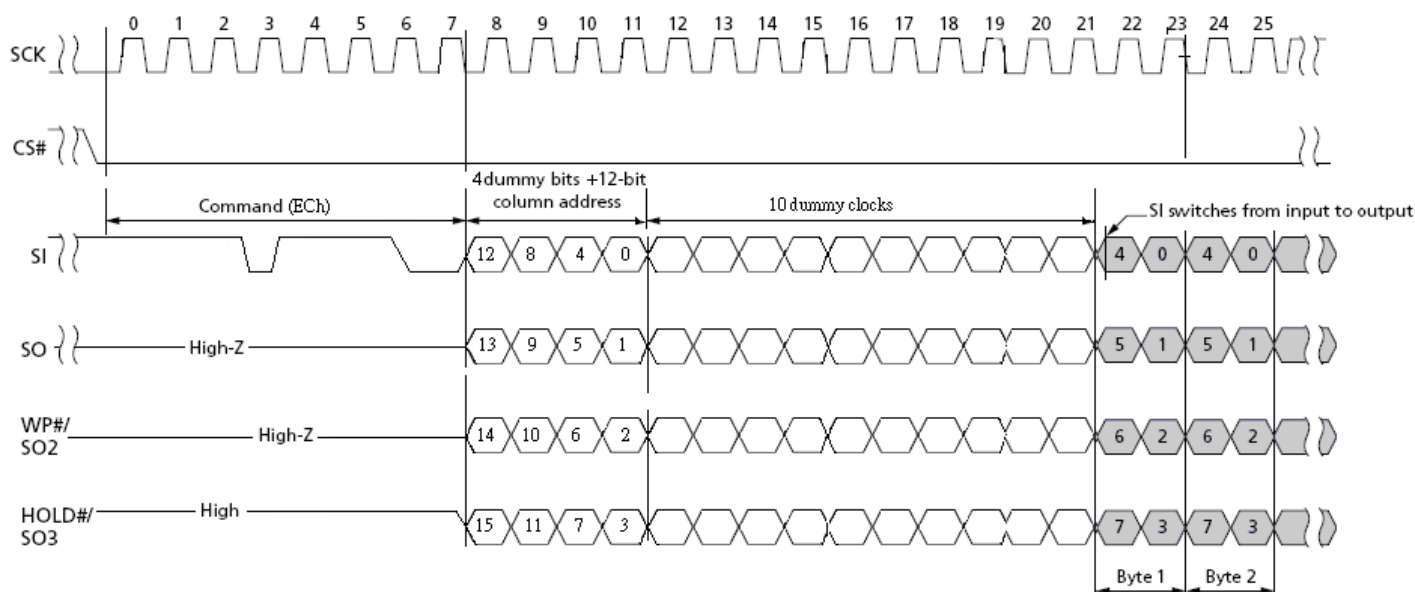 0 1 2 3 4 5 6 7 8 9 10 11 12 13 14 15 16 17 18 19 20 21 22 23 24 25
SCK
CS#
4 dummy bits +12-bit
column address
Command (ECh)
10 dummy clocks
SI switches from input to output
SI
12 8 4 0 4 0 4 0
SO
High-Z
13 9 5 1 5 1 5 1
WP#/
SO2
High-Z
14 10 6 2 6 2 6 2
HOLD#/
SO3
High
15 11 7 3 7 3 7 3
Byte 1 Byte 2